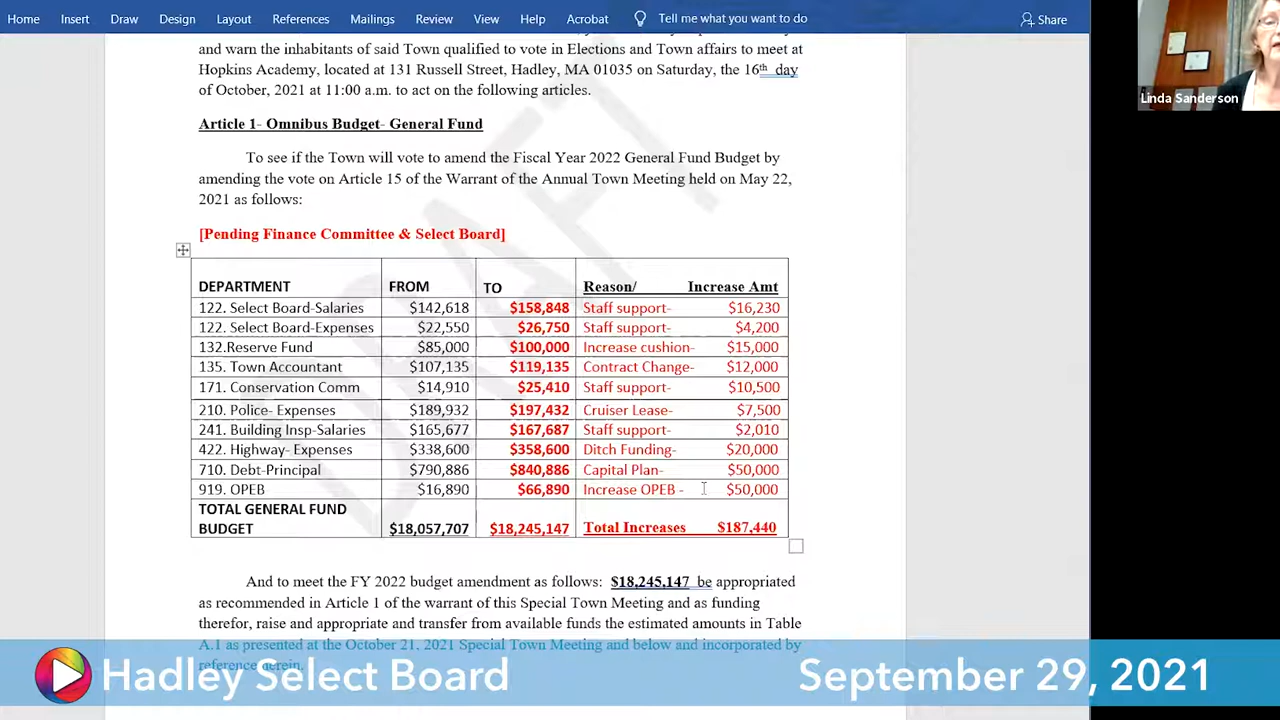 Home Insert Draw Design Layout References Mailings Review View Help Acrobat Tell me what you want to do Share
and warn the inhabitants of said Town qualified to vote in Elections and Town affairs to meet at
Hopkins Academy, located at 131 Russell Street, Hadley, MA 01035 on Saturday, the 16th day
of October, 2021 at 11:00 a.m. to act on the following articles.
Linda Sanderson
Article 1- Omnibus Budget- General Fund
To see if the Town will vote to amend the Fiscal Year 2022 General Fund Budget by
amending the vote on Article 15 of the Warrant of the Annual Town Meeting held on May 22,
2021 as follows:
[Pending Finance Committee & Select Board]
DEPARTMENT FROM TO Reason/ Increase Amt
122. Select Board-Salaries $142,618 $158,848 Staff support- $16,230
122. Select Board-Expenses $22,550 $26,750 Staff support- $4,200
132.Reserve Fund $85,000 $100,000 Increase cushion- $15,000
135. Town Accountant $107,135 $119,135 Contract Change- $12,000
171. Conservation Comm $14,910 $25,410 Staff support- $10,500
210. Police- Expenses $189,932 $197,432 Cruiser Lease- $7,500
241. Building Insp-Salaries $165,677 $167,687 Staff support- $2,010
422. Highway- Expenses $338,600 $358,600 Ditch Funding- $20,000
710. Debt-Principal $790,886 $840,886 Capital Plan- $50,000
919. OPEB $16,890 $66,890 Increase OPEB - $50,000
TOTAL GENERAL FUND
BUDGET $18,057,707 $18,245,147 Total Increases $187,440
DRAFT
And to meet the FY 2022 budget amendment as follows: $18,245,147 be appropriated
as recommended in Article 1 of the warrant of this Special Town Meeting and as funding
therefor, raise and appropriate and transfer from available funds the estimated amounts in Table
A.1 as presented at the October 21, 2021 Special Town Meeting and below and incorporated by
reference herein.
Hadley Select Board September 29, 2021